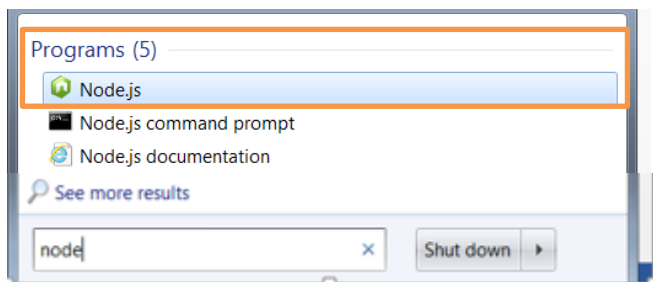 Programs (5)
Node.js
Node.js command prompt
Node.js documentation
See more results
node
Shut down